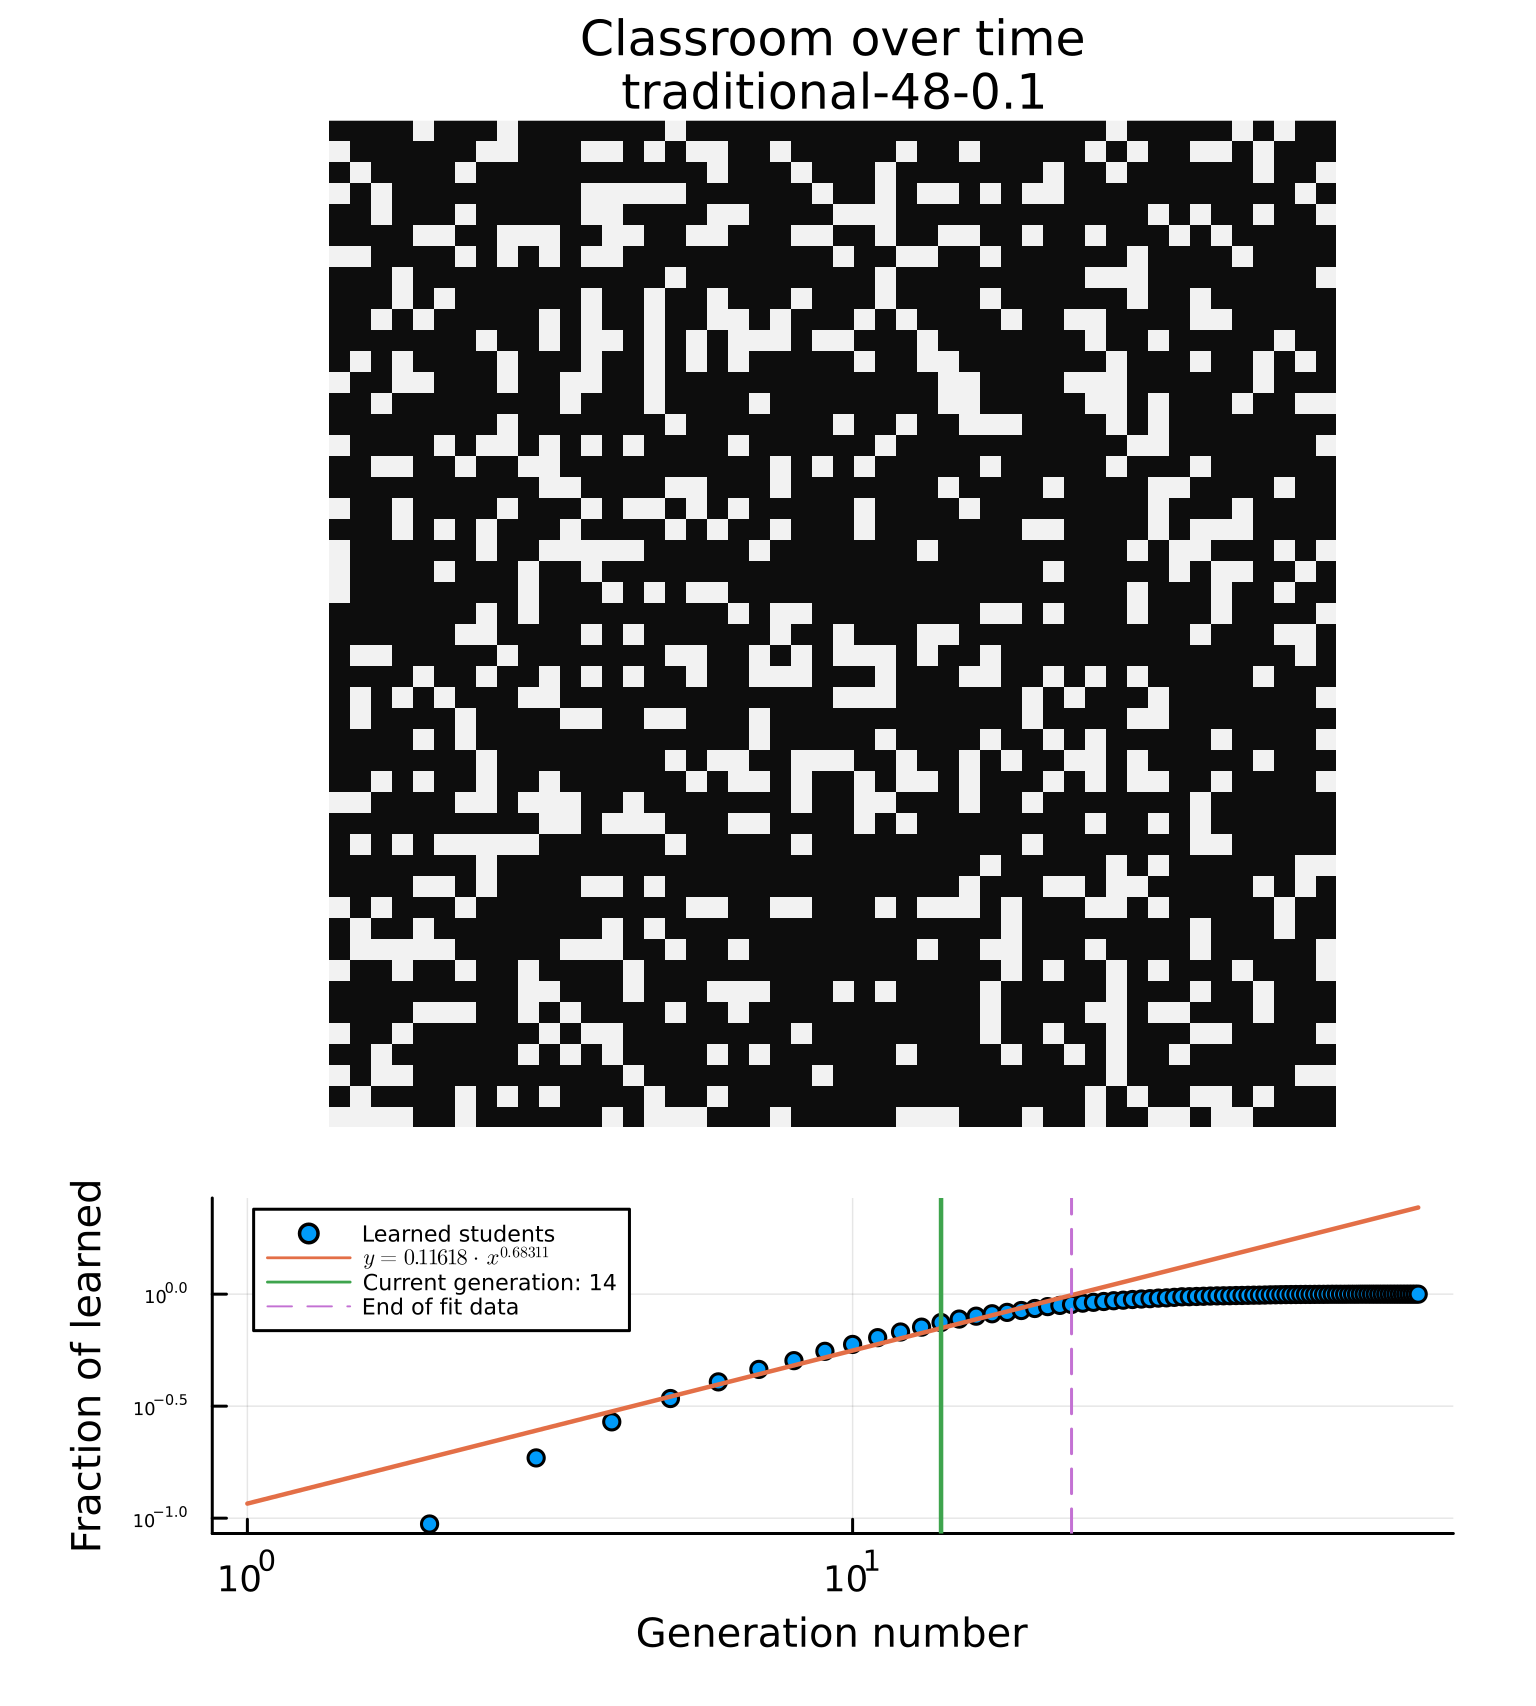 Classroom over time
traditional-48-0.1
Fraction of learned
Learned students
y = 0.11618 · x^0.68311
Current generation: 14
End of fit data
10^0.0
10^−0.5
10^−1.0
10^0
10^1
Generation number